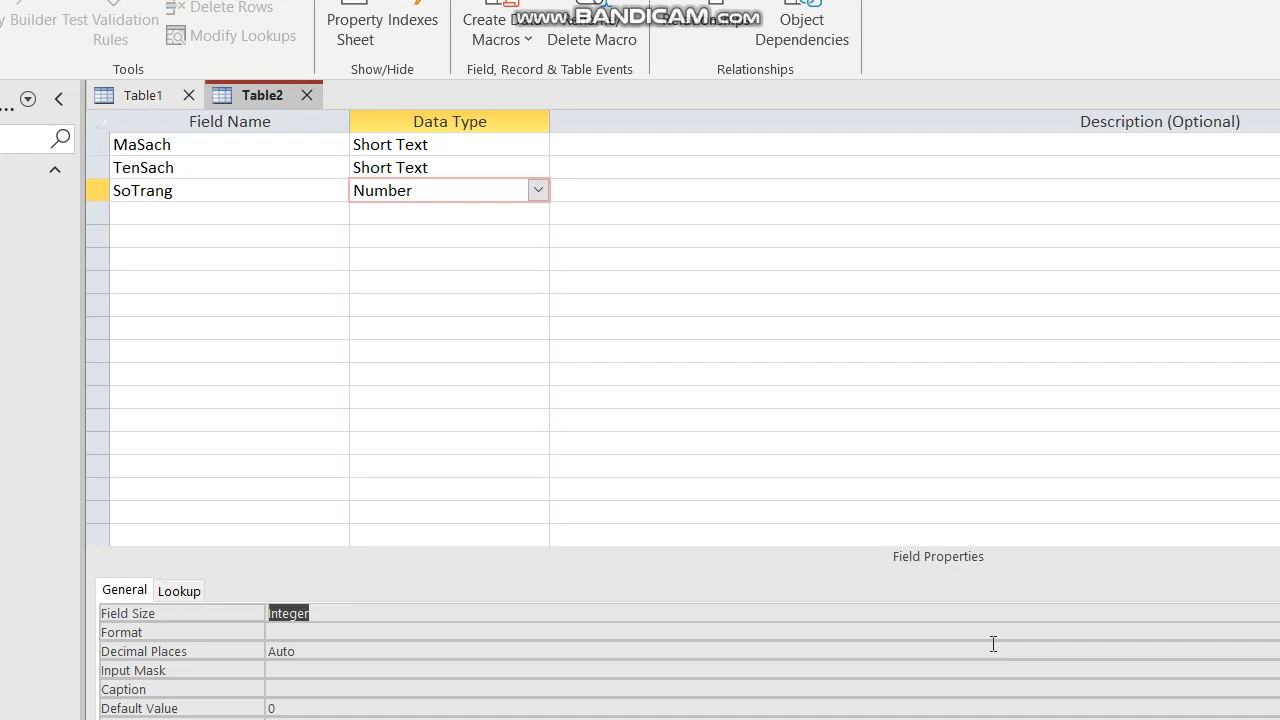 www.BANDICAM.com
Builder Test Validation Rules
Delete Rows
Modify Lookups
Tools
Property Sheet
Indexes
Show/Hide
Create Data Macros
Delete Macro
Field, Record & Table Events
Relationships
Object Dependencies
Relationships
Table1
Table2
Field Name Data Type Description (Optional)
MaSach Short Text
TenSach Short Text
SoTrang Number
Field Properties
General Lookup
Field Size Integer
Format
Decimal Places Auto
Input Mask
Caption
Default Value 0